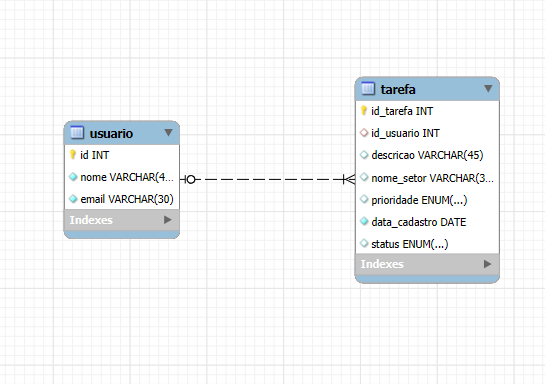 usuario
id INT
nome VARCHAR(4...
email VARCHAR(30)
Indexes
tarefa
id_tarefa INT
id_usuario INT
descricao VARCHAR(45)
nome_setor VARCHAR(3...
prioridade ENUM(...)
data_cadastro DATE
status ENUM(...)
Indexes